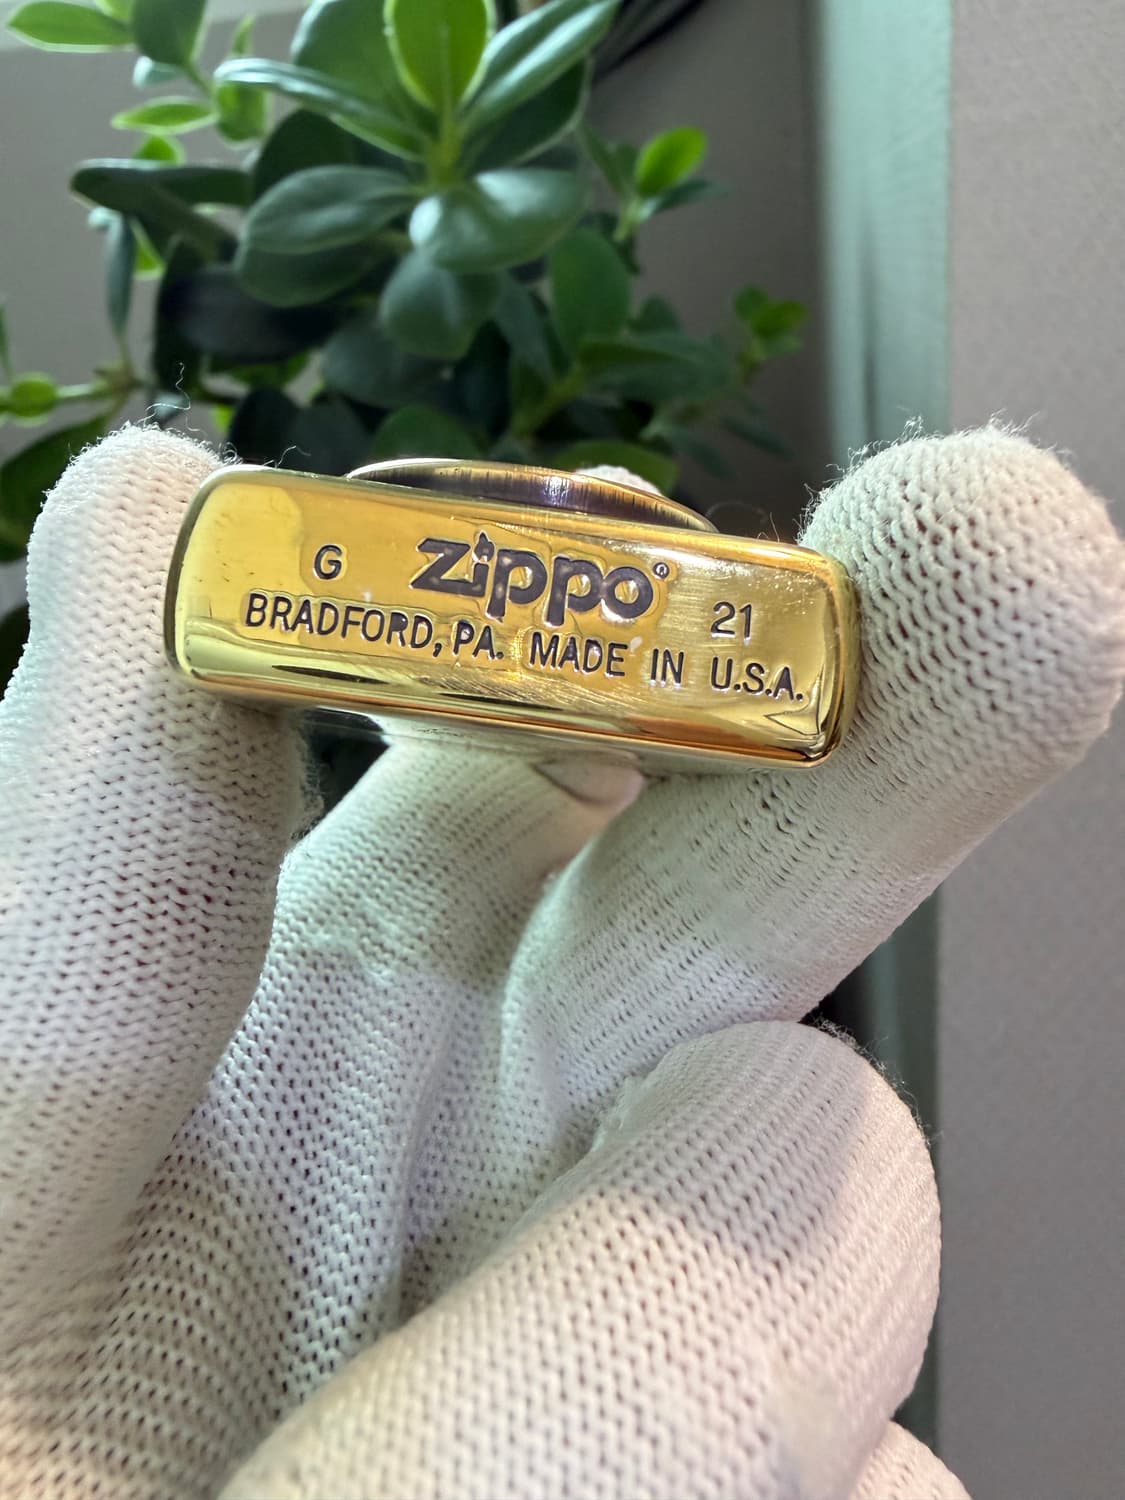 G zippo® 21
BRADFORD, PA. MADE IN U.S.A.